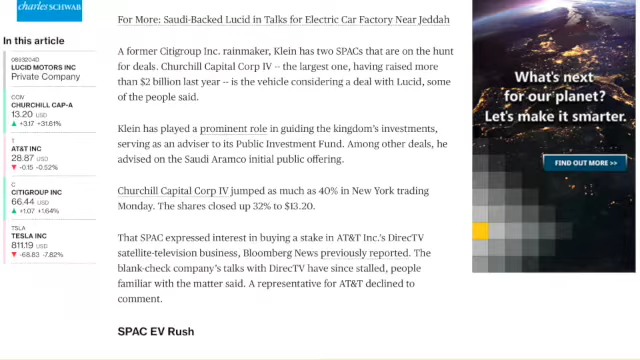 charles SCHWAB
In this article
0893294D
LUCID MOTORS INC
Private Company
CCIV
CHURCHILL CAP-A
13.20 USD
▲ +3.17 +31.61%
T
AT&T INC
28.87 USD
▼ -0.15 -0.52%
C
CITIGROUP INC
66.44 USD
▲ +1.07 +1.64%
TSLA
TESLA INC
811.19 USD
▼ -68.83 -7.82%
For More: Saudi-Backed Lucid in Talks for Electric Car Factory Near Jeddah
A former Citigroup Inc. rainmaker, Klein has two SPACs that are on the hunt
for deals. Churchill Capital Corp IV -- the largest one, having raised more
than $2 billion last year -- is the vehicle considering a deal with Lucid, some
of the people said.
Klein has played a prominent role in guiding the kingdom's investments,
serving as an adviser to its Public Investment Fund. Among other deals, he
advised on the Saudi Aramco initial public offering.
Churchill Capital Corp IV jumped as much as 40% in New York trading
Monday. The shares closed up 32% to $13.20.
That SPAC expressed interest in buying a stake in AT&T Inc.'s DirecTV
satellite-television business, Bloomberg News previously reported. The
blank-check company's talks with DirecTV have since stalled, people
familiar with the matter said. A representative for AT&T declined to
comment.
SPAC EV Rush
What's next
for our planet?
Let's make it smarter.
FIND OUT MORE >>